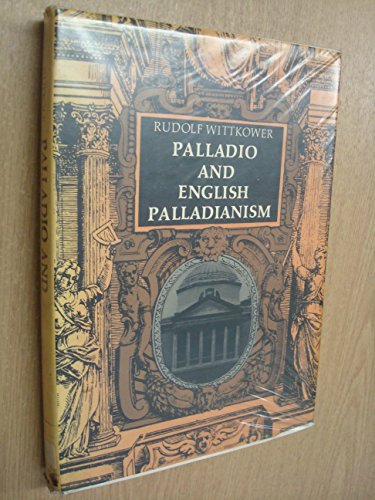 RUDOLF WITTKOWER
PALLADIO
AND
ENGLISH
PALLADIANISM
PALLADIO AND